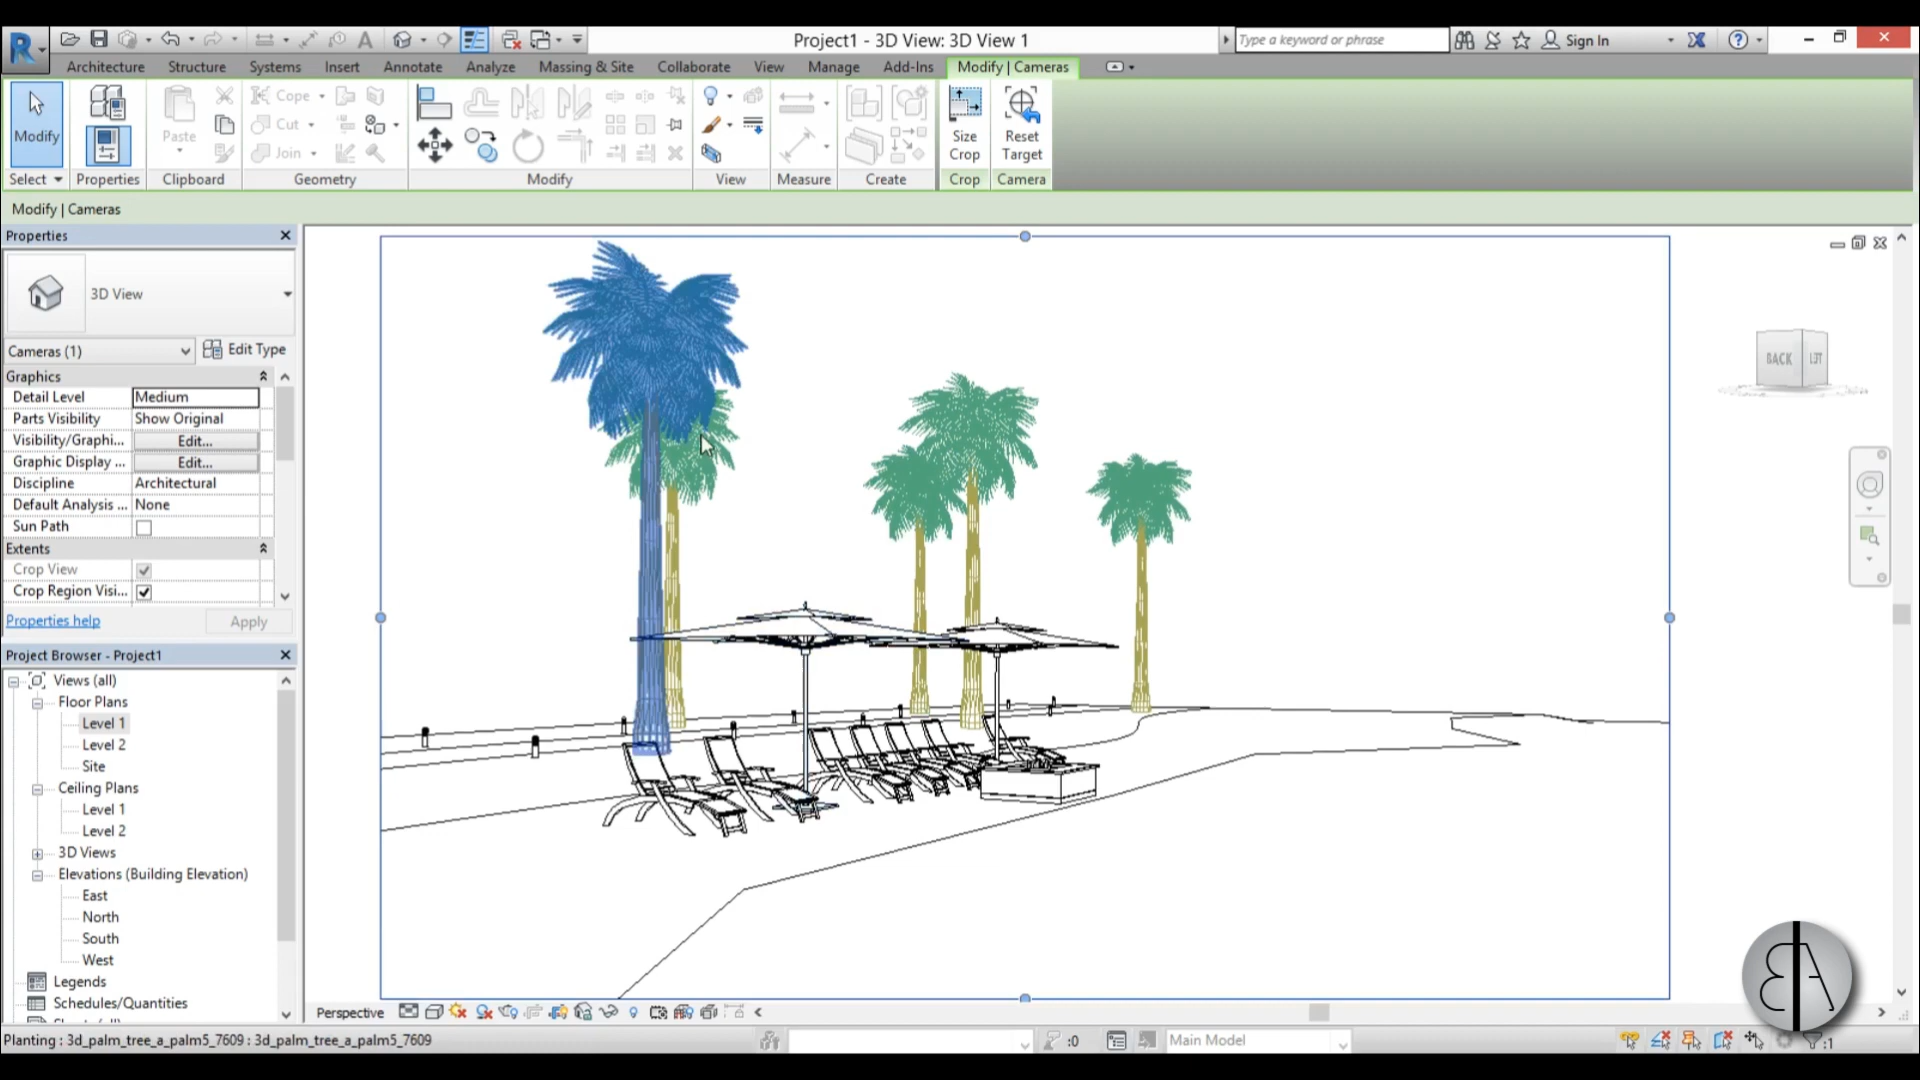 Project1 - 3D View: 3D View 1
Type a keyword or phrase
Sign In
Architecture Structure Systems Insert Annotate Analyze Massing & Site Collaborate View Manage Add-Ins Modify | Cameras
Modify Paste Cope Cut Join Size Crop Reset Target
Select Properties Clipboard Geometry Modify View Measure Create Crop Camera
Modify | Cameras
Properties
3D View
Cameras (1) Edit Type
Graphics
Detail Level Medium
Parts Visibility Show Original
Visibility/Graphi... Edit...
Graphic Display ... Edit...
Discipline Architectural
Default Analysis ... None
Sun Path
Extents
Crop View
Crop Region Visi...
Properties help Apply
Project Browser - Project1
Views (all)
Floor Plans
Level 1
Level 2
Site
Ceiling Plans
Level 1
Level 2
3D Views
Elevations (Building Elevation)
East
North
South
West
Legends
Schedules/Quantities
BACK LEFT
Perspective
Planting : 3d_palm_tree_a_palm5_7609 : 3d_palm_tree_a_palm5_7609
:0
Main Model
:1